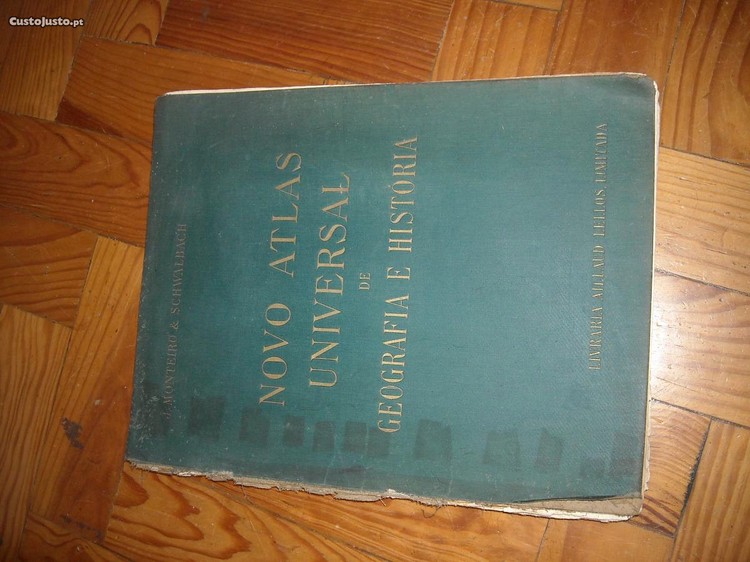 CustoJusto.pt
MONTEIRO & SCHWALBACH
NOVO ATLAS
UNIVERSAL
DE
GEOGRAFIA E HISTÓRIA
LIVRARIA AILLAUD LELLOS, LIMITADA